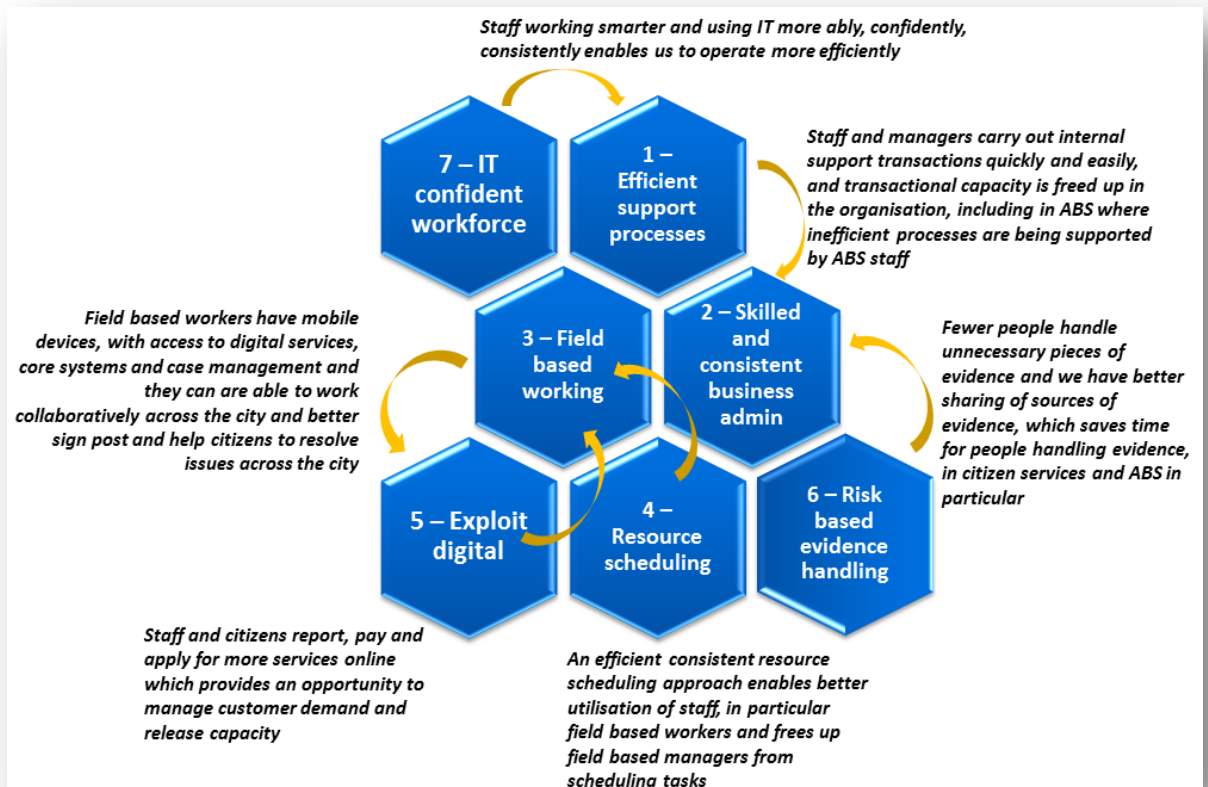 Staff working smarter and using IT more ably, confidently,
consistently enables us to operate more efficiently
7 – IT
confident
workforce
1 –
Efficient
support
processes
Staff and managers carry out internal
support transactions quickly and easily,
and transactional capacity is freed up in
the organisation, including in ABS where
inefficient processes are being supported
by ABS staff
Field based workers have mobile
devices, with access to digital services,
core systems and case management and
they can are able to work
collaboratively across the city and better
sign post and help citizens to resolve
issues across the city
3 – Field
based
working
2 – Skilled
and
consistent
business
admin
Fewer people handle
unnecessary pieces of
evidence and we have better
sharing of sources of
evidence, which saves time
for people handling evidence,
in citizen services and ABS in
particular
5 – Exploit
digital
4 –
Resource
scheduling
6 – Risk
based
evidence
handling
Staff and citizens report, pay and
apply for more services online
which provides an opportunity to
manage customer demand and
release capacity
An efficient consistent resource
scheduling approach enables better
utilisation of staff, in particular
field based workers and frees up
field based managers from
scheduling tasks